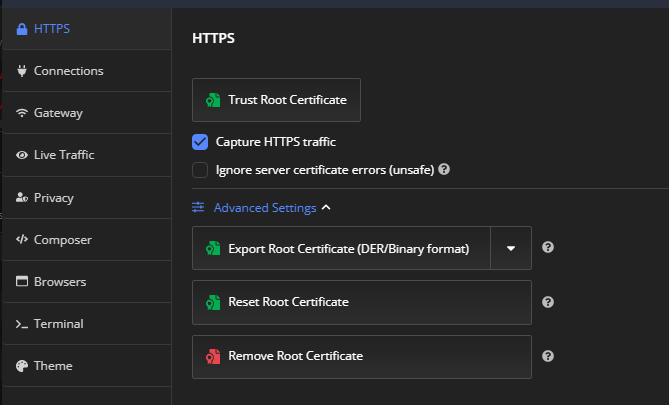 HTTPS
Connections
Gateway
Live Traffic
Privacy
Composer
Browsers
Terminal
Theme
HTTPS
Trust Root Certificate
Capture HTTPS traffic
Ignore server certificate errors (unsafe)
Advanced Settings
Export Root Certificate (DER/Binary format)
Reset Root Certificate
Remove Root Certificate